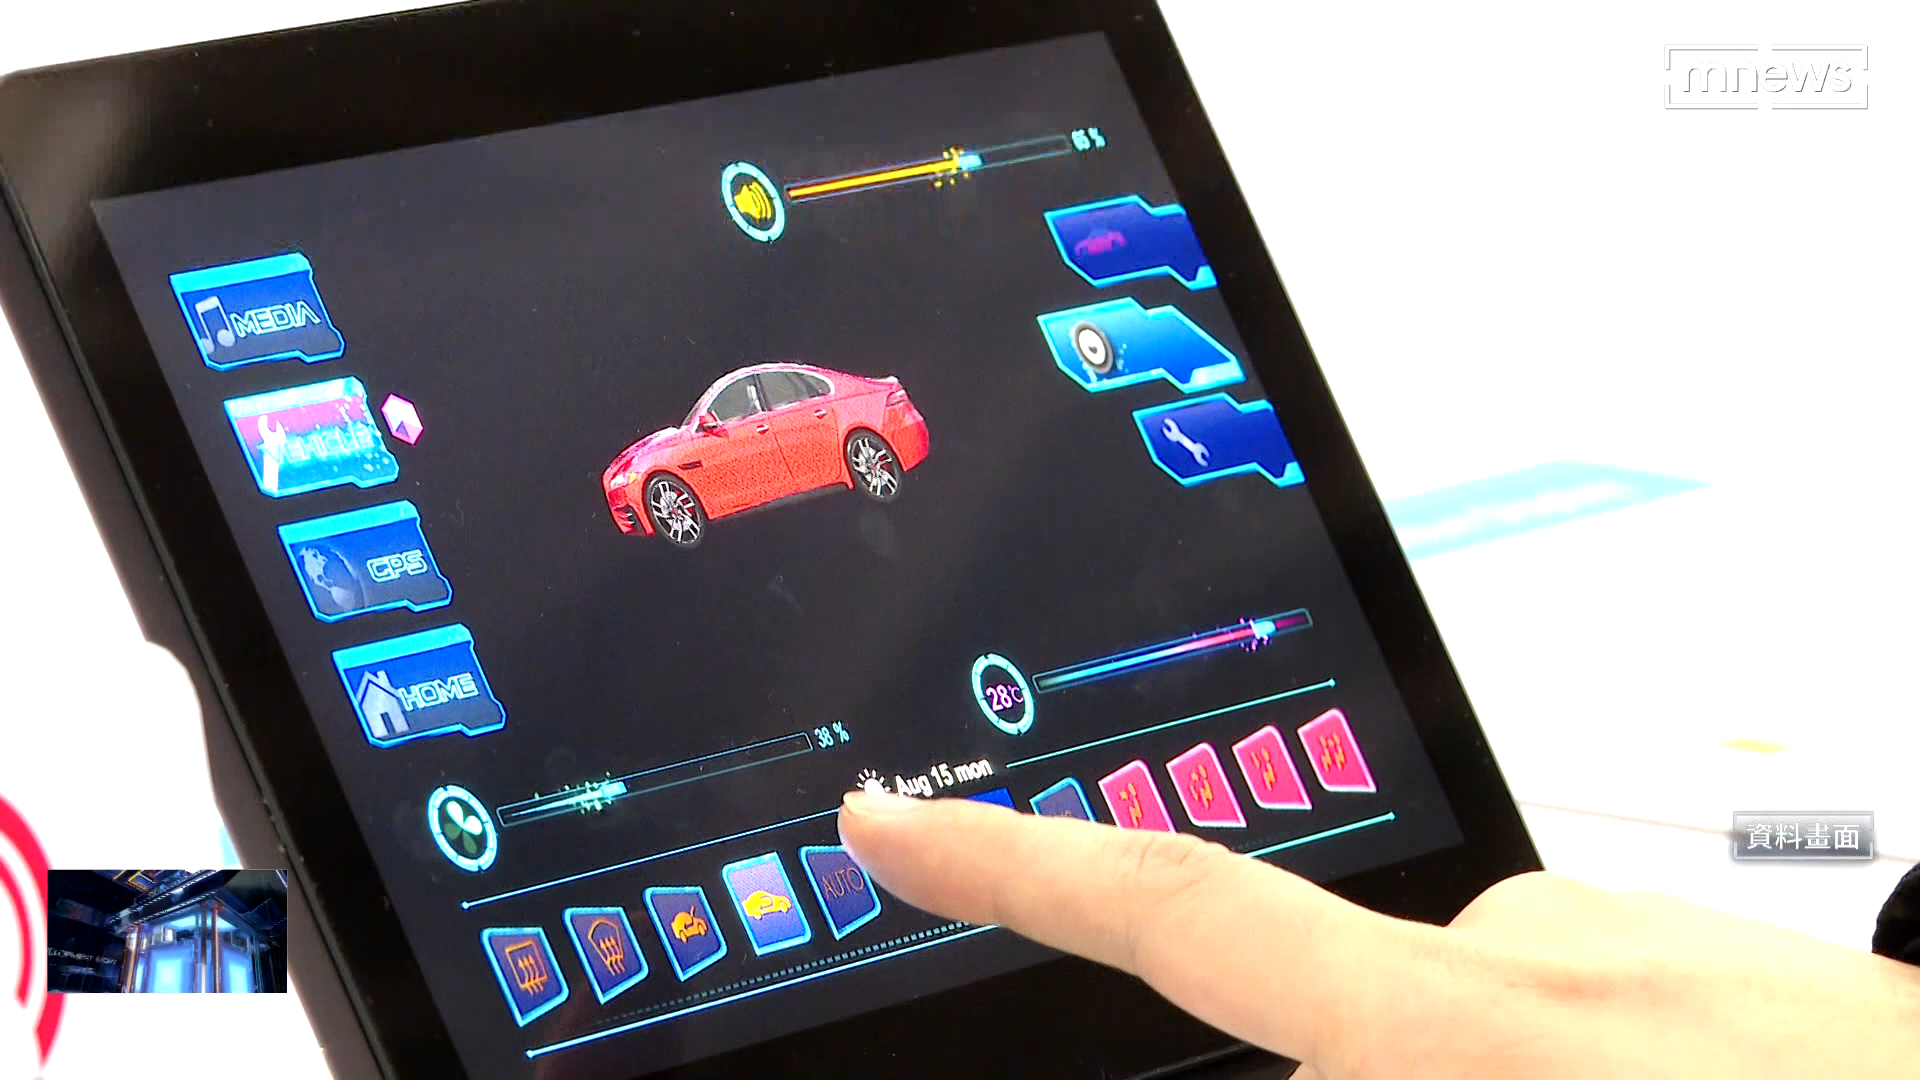 mnews
65 %
MEDIA
VEHICLE
GPS
HOME
28°C
38 %
Aug 15 mon
AUTO
資料畫面